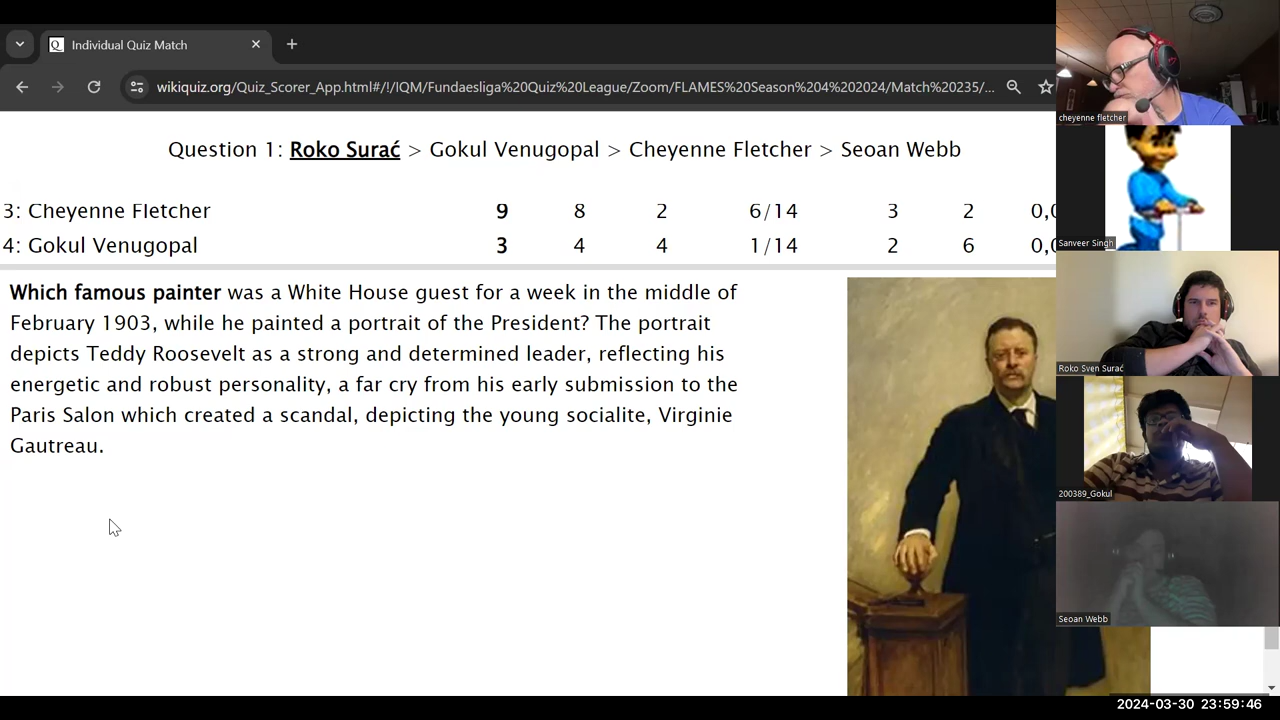 Individual Quiz Match
wikiquiz.org/Quiz_Scorer_App.html#/!/IQM/Fundaesliga%20Quiz%20League/Zoom/FLAMES%20Season%204%202024/Match%2035/...
cheyenne fletcher
Question 1: Roko Surać > Gokul Venugopal > Cheyenne Fletcher > Seoan Webb
3: Cheyenne Fletcher 9 8 2 6/14 3 2 0,0
4: Gokul Venugopal 3 4 4 1/14 2 6 0,0
Sanveer Singh
Which famous painter was a White House guest for a week in the middle of
February 1903, while he painted a portrait of the President? The portrait
depicts Teddy Roosevelt as a strong and determined leader, reflecting his
energetic and robust personality, a far cry from his early submission to the
Paris Salon which created a scandal, depicting the young socialite, Virginie
Gautreau.
Roko Sven Surać
200389_Gokul
Seoan Webb
2024-03-30 23:59:46